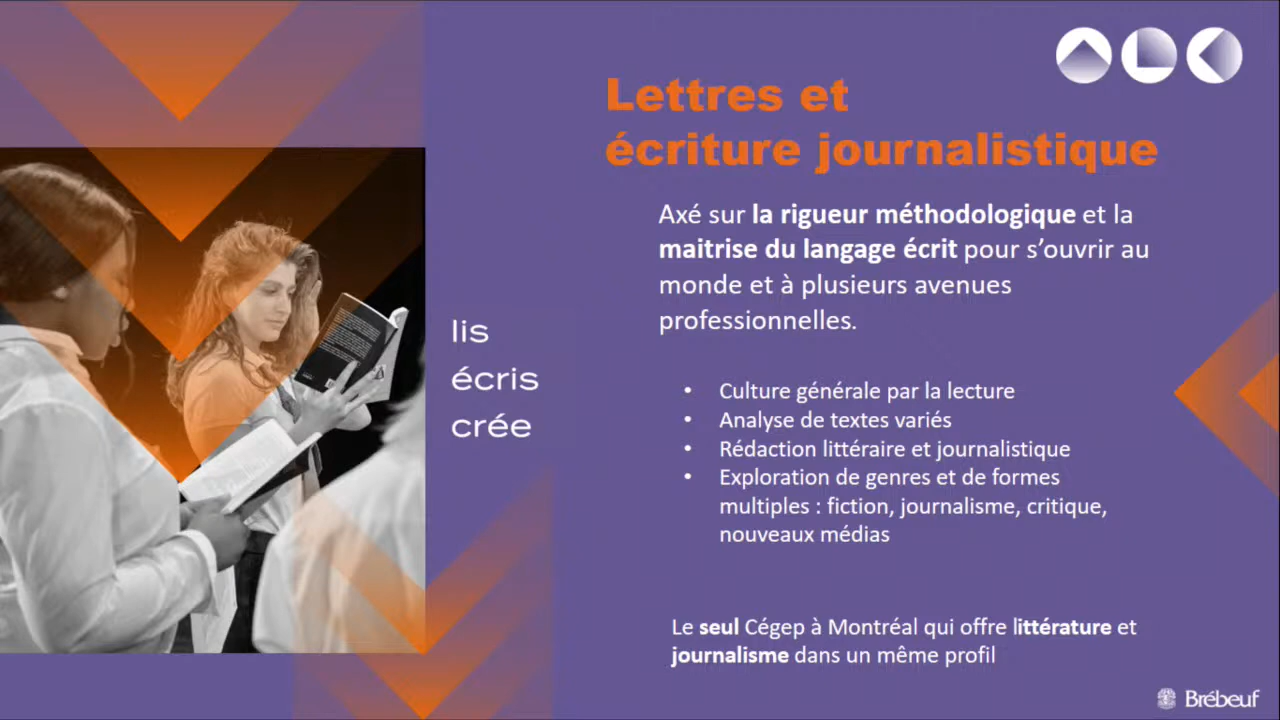 Lettres et
écriture journalistique
Axé sur la rigueur méthodologique et la
maitrise du langage écrit pour s’ouvrir au
monde et à plusieurs avenues
professionnelles.
lis
écris
crée
• Culture générale par la lecture
• Analyse de textes variés
• Rédaction littéraire et journalistique
• Exploration de genres et de formes
multiples : fiction, journalisme, critique,
nouveaux médias
Le seul Cégep à Montréal qui offre littérature et
journalisme dans un même profil
Brébeuf